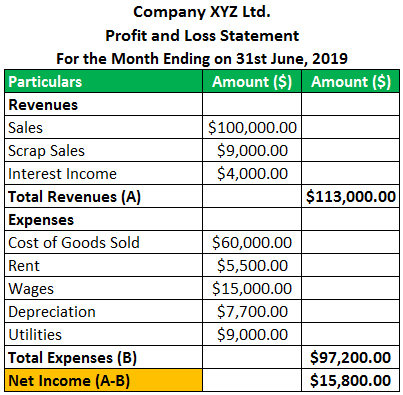 Company XYZ Ltd.
Profit and Loss Statement
For the Month Ending on 31st June, 2019
Particulars Amount ($) Amount ($)
Revenues
Sales $100,000.00
Scrap Sales $9,000.00
Interest Income $4,000.00
Total Revenues (A) $113,000.00
Expenses
Cost of Goods Sold $60,000.00
Rent $5,500.00
Wages $15,000.00
Depreciation $7,700.00
Utilities $9,000.00
Total Expenses (B) $97,200.00
Net Income (A-B) $15,800.00